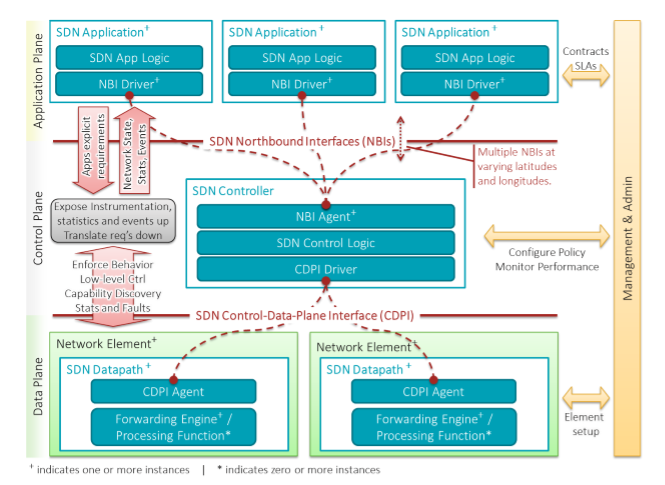 Application Plane
SDN Application⁺
SDN App Logic
NBI Driver⁺
SDN Application⁺
SDN App Logic
NBI Driver⁺
SDN Application⁺
SDN App Logic
NBI Driver⁺
Contracts
SLAs
Apps explicit
requirements
Network State,
Stats, Events
SDN Northbound Interfaces (NBIs)
Multiple NBIs at
varying latitudes
and longitudes.
Control Plane
SDN Controller
NBI Agent⁺
SDN Control Logic
CDPI Driver
Expose Instrumentation,
statistics and events up
Translate req's down
Enforce Behavior
Low-level Ctrl
Capability Discovery
Stats and Faults
Configure Policy
Monitor Performance
Management & Admin
SDN Control-Data-Plane Interface (CDPI)
Data Plane
Network Element⁺
SDN Datapath⁺
CDPI Agent
Forwarding Engine⁺ /
Processing Function*
Network Element⁺
SDN Datapath⁺
CDPI Agent
Forwarding Engine⁺ /
Processing Function*
Element
setup
⁺ indicates one or more instances | * indicates zero or more instances